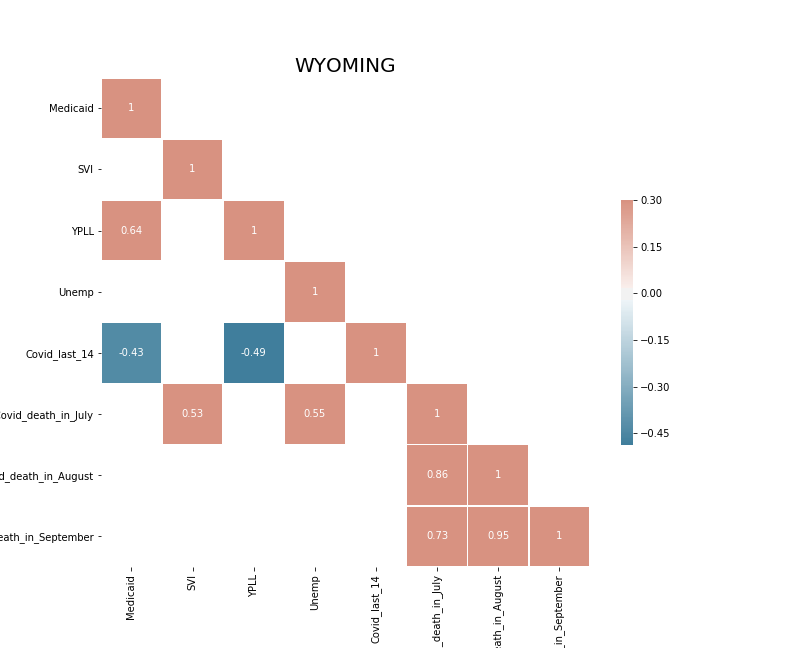 WYOMING
Medicaid
1
SVI
1
YPLL
0.64
1
Unemp
1
Covid_last_14
-0.43
-0.49
1
ovid_death_in_July
0.53
0.55
1
d_death_in_August
0.86
1
eath_in_September
0.73
0.95
1
Medicaid
SVI
YPLL
Unemp
Covid_last_14
_death_in_July
eath_in_August
_in_September
0.30
0.15
0.00
−0.15
−0.30
−0.45